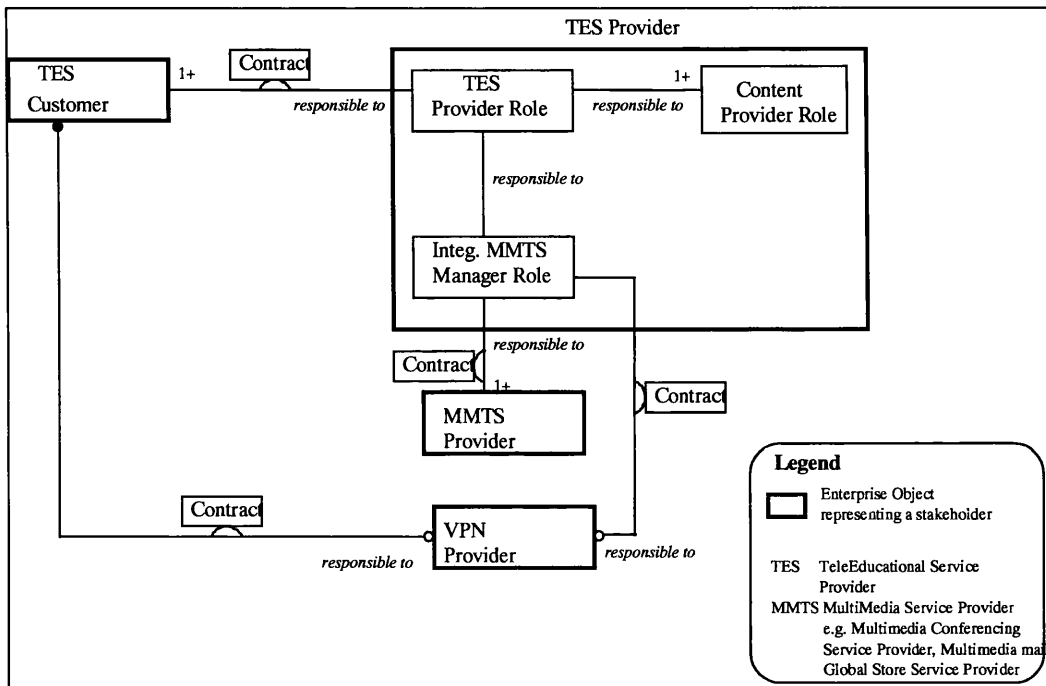 TES Provider
Contract
TES
Customer
1+
responsible to
TES
Provider Role
1+
responsible to
Content
Provider Role
responsible to
Integ. MMTS
Manager Role
responsible to
Contract
1+
Contract
MMTS
Provider
Contract
responsible to
VPN
Provider
responsible to
Legend
Enterprise Object
representing a stakeholder
TES TeleEducational Service
Provider
MMTS MultiMedia Service Provider
e.g. Multimedia Conferencing
Service Provider, Multimedia mai
Global Store Service Provider